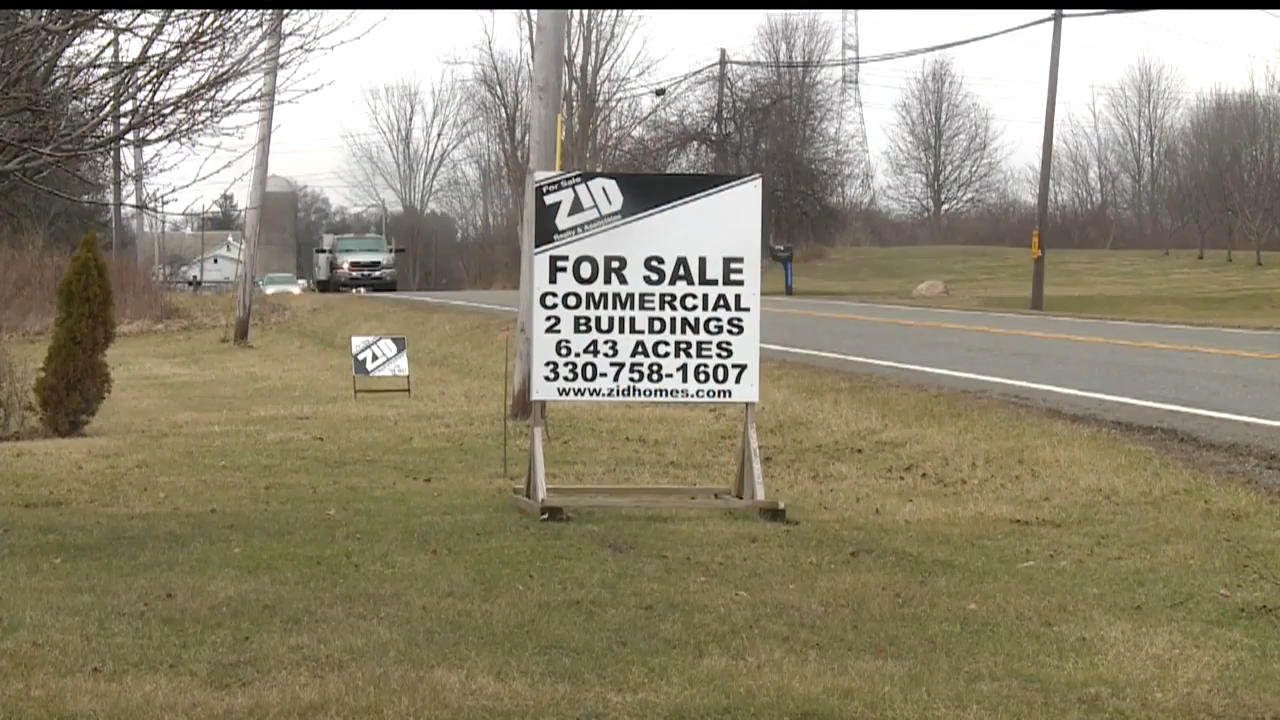 For Sale
ZID
Realty & Associates
FOR SALE
COMMERCIAL
2 BUILDINGS
6.43 ACRES
330-758-1607
www.zidhomes.com
ZID